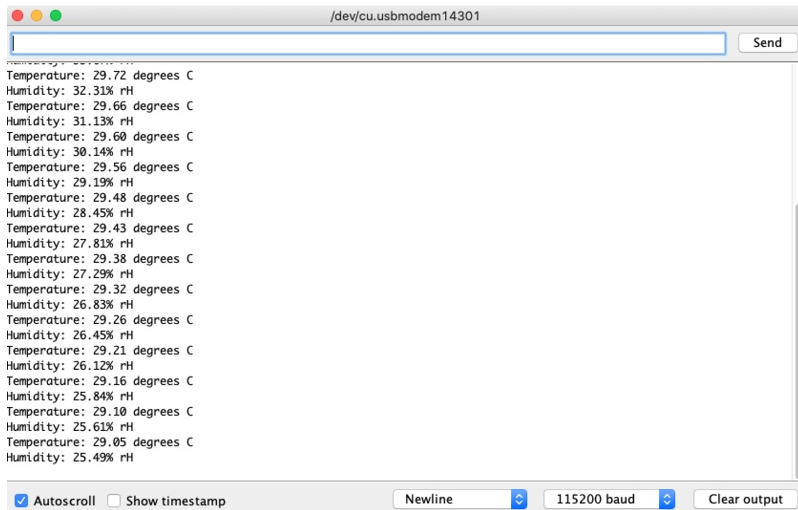 /dev/cu.usbmodem14301
Send
Temperature: 29.72 degrees C
Humidity: 32.31% rH
Temperature: 29.66 degrees C
Humidity: 31.13% rH
Temperature: 29.60 degrees C
Humidity: 30.14% rH
Temperature: 29.56 degrees C
Humidity: 29.19% rH
Temperature: 29.48 degrees C
Humidity: 28.45% rH
Temperature: 29.43 degrees C
Humidity: 27.81% rH
Temperature: 29.38 degrees C
Humidity: 27.29% rH
Temperature: 29.32 degrees C
Humidity: 26.83% rH
Temperature: 29.26 degrees C
Humidity: 26.45% rH
Temperature: 29.21 degrees C
Humidity: 26.12% rH
Temperature: 29.16 degrees C
Humidity: 25.84% rH
Temperature: 29.10 degrees C
Humidity: 25.61% rH
Temperature: 29.05 degrees C
Humidity: 25.49% rH
Autoscroll Show timestamp Newline 115200 baud Clear output